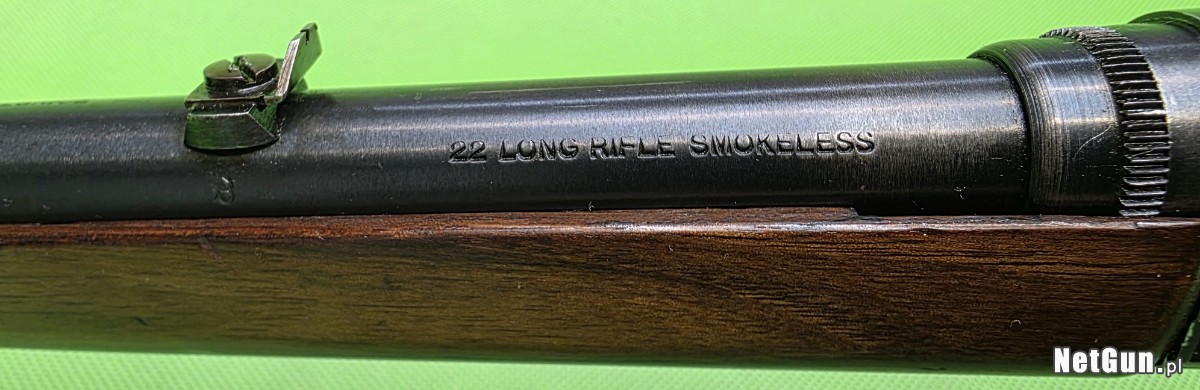 22 LONG RIFLE SMOKELESS
NetGun.pl